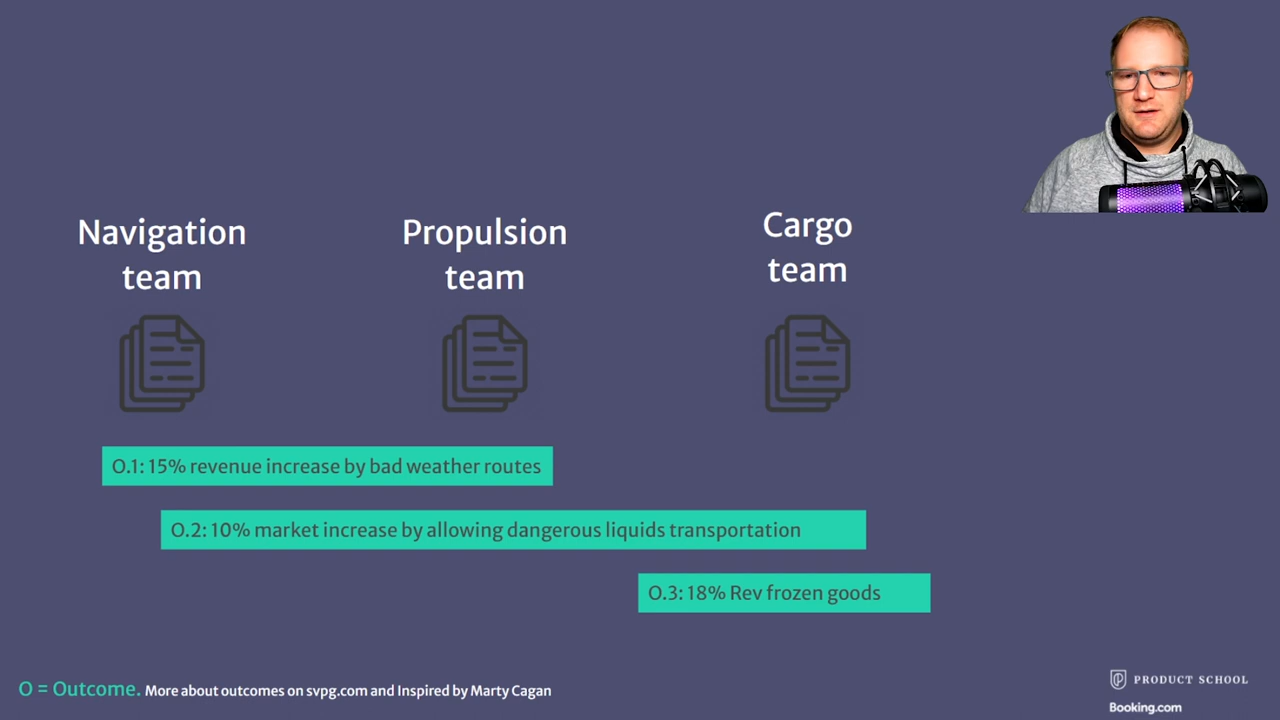 Navigation
team
Propulsion
team
Cargo
team
O.1: 15% revenue increase by bad weather routes
O.2: 10% market increase by allowing dangerous liquids transportation
O.3: 18% Rev frozen goods
O = Outcome. More about outcomes on svpg.com and Inspired by Marty Cagan
PRODUCT SCHOOL
Booking.com